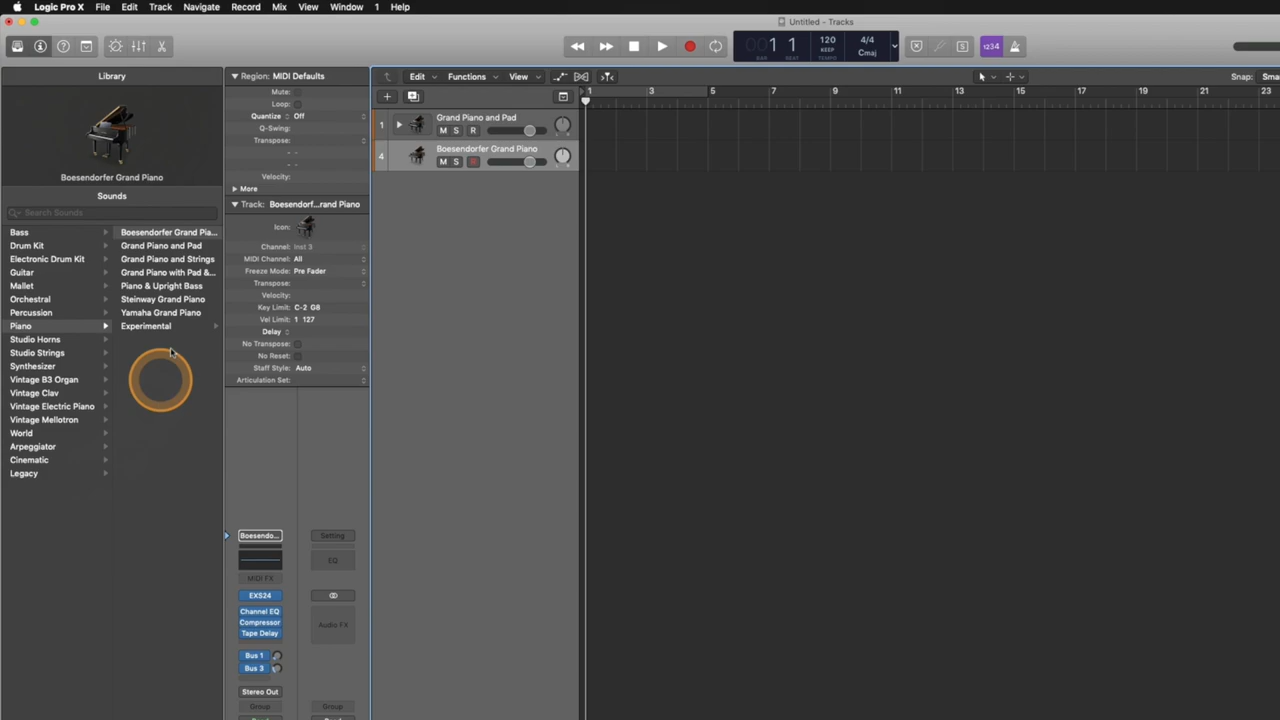 Logic Pro X File Edit Track Navigate Record Mix View Window 1 Help
Untitled - Tracks
1 1 120 4/4
BAR BEAT KEEP TEMPO Cmaj
S 1234
Library
Boesendorfer Grand Piano
Sounds
Search Sounds
Bass
Drum Kit
Electronic Drum Kit
Guitar
Mallet
Orchestral
Percussion
Piano
Studio Horns
Studio Strings
Synthesizer
Vintage B3 Organ
Vintage Clav
Vintage Electric Piano
Vintage Mellotron
World
Arpeggiator
Cinematic
Legacy
Boesendorfer Grand Pia...
Grand Piano and Pad
Grand Piano and Strings
Grand Piano with Pad &...
Piano & Upright Bass
Steinway Grand Piano
Yamaha Grand Piano
Experimental
Region: MIDI Defaults
Mute:
Loop:
Quantize Off
Q-Swing:
Transpose:
- -
- -
Velocity:
More
Track: Boesendorf...rand Piano
Icon:
Channel: Inst 3
MIDI Channel: All
Freeze Mode: Pre Fader
Transpose:
Velocity:
Key Limit: C-2 G8
Vel Limit: 1 127
Delay
No Transpose:
No Reset:
Staff Style: Auto
Articulation Set:
Boesendo...
MIDI FX
EXS24
Channel EQ
Compressor
Tape Delay
Bus 1
Bus 3
Stereo Out
Group
Setting
EQ
Audio FX
Group
Edit Functions View
Snap: Sma
1 3 5 7 9 11 13 15 17 19 21 23
1 Grand Piano and Pad
M S R
4 Boesendorfer Grand Piano
M S R